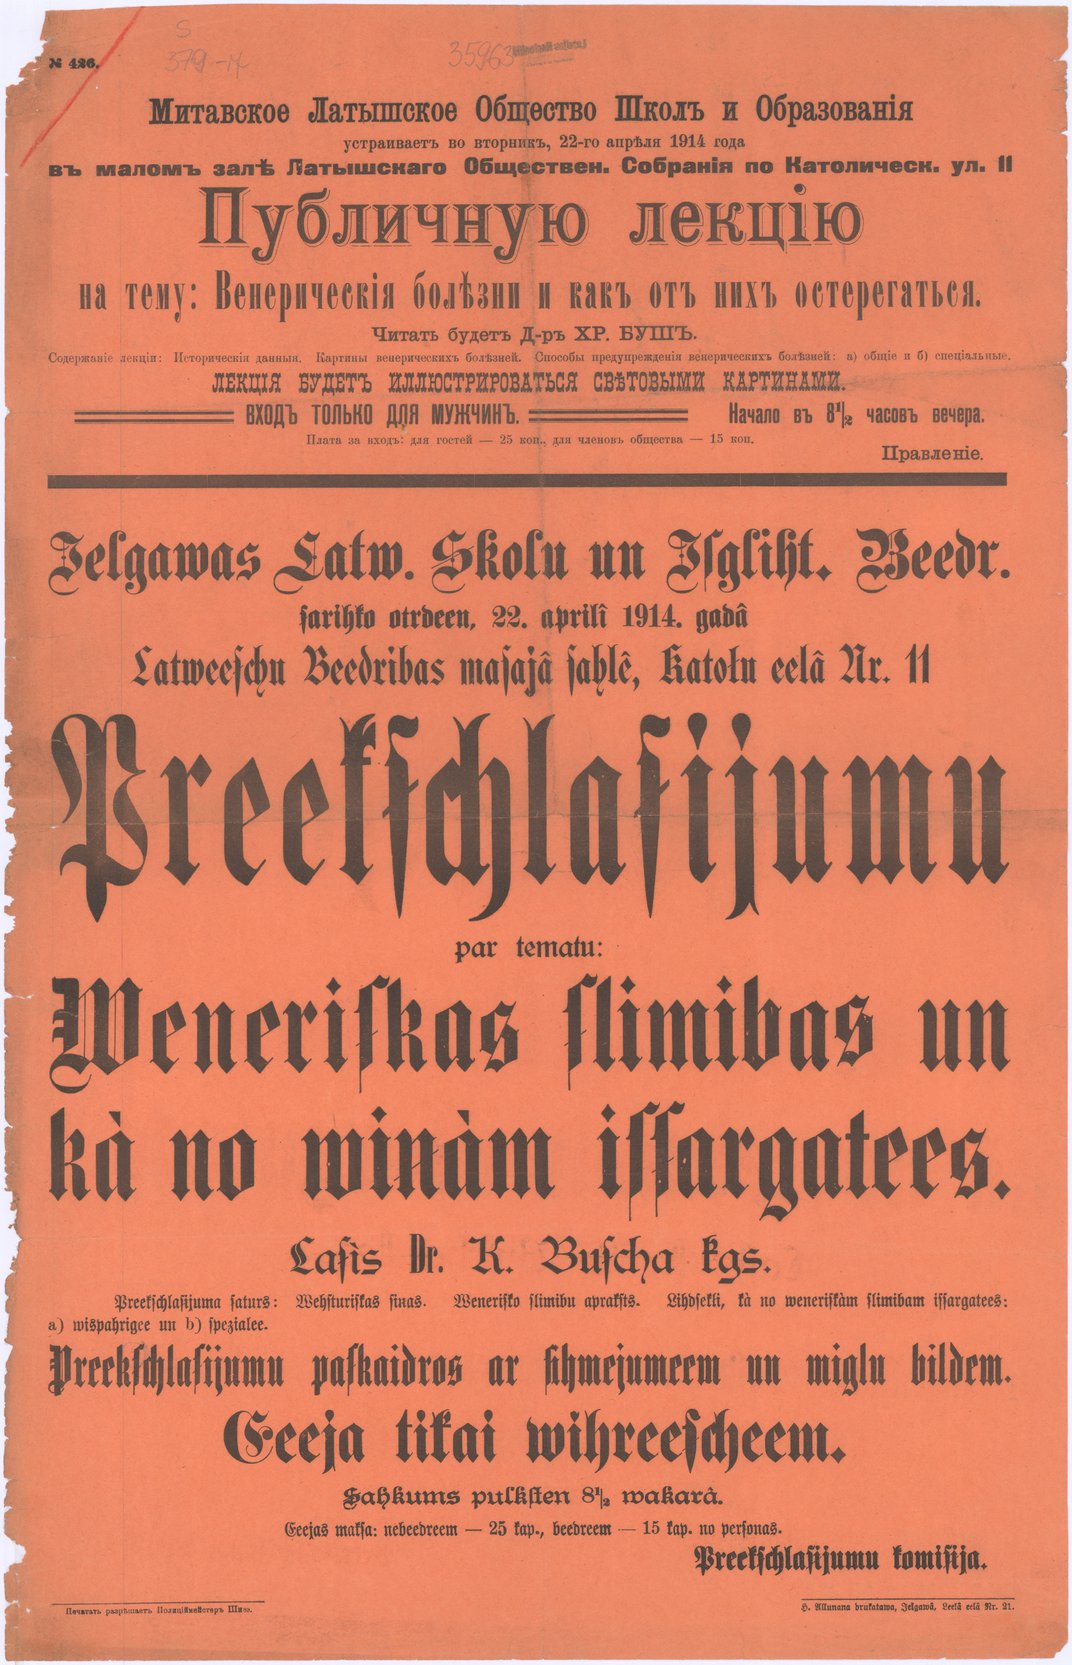 № 426.
S
379-И
35963
Митавское Латышское Общество Школъ и Образованія
устраиваетъ во вторникъ, 22-го апрѣля 1914 года
въ маломъ залѣ Латышскаго Обществен. Собранія по Католическ. ул. 11
Публичную лекцію
на тему: Венерическія болѣзни и какъ отъ нихъ остерегаться.
Читать будетъ Д-ръ ХР. БУШЪ.
Содержаніе лекціи: Историческія данныя. Картины венерическихъ болѣзней. Способы предупрежденія венерическихъ болѣзней: а) общіе и б) спеціальные.
ЛЕКЦІЯ БУДЕТЪ ИЛЛЮСТРИРОВАТЬСЯ СВѢТОВЫМИ КАРТИНАМИ.
ВХОДЪ ТОЛЬКО ДЛЯ МУЖЧИНЪ. Начало въ 8½ часовъ вечера.
Плата за входъ: для гостей — 25 коп., для членовъ общества — 15 коп.
Правленіе.
Jelgawas Latw. Skolu un Isgliht. Beedr.
ſarihko otrdeen, 22. aprilî 1914. gadâ
Latweeſchu Beedribas maſajâ ſahlê, Katoļu eelâ Nr. 11
Preekſchlaſijumu
par tematu:
Weneriſkas ſlimibas un
kà no winàm iſſargatees.
Laſìs Dr. K. Buſcha kgs.
Preekſchlaſijuma ſaturs: Wehſturiſkas ſinas. Weneriſko ſlimibu aprakſts. Lihdſekli, kà no weneriſkàm ſlimibam iſſargatees:
a) wiſpahrigee un b) ſpezialee.
Preekſchlaſijumu paſkaidros ar ſihmejumeem un miglu bildem.
Eeeja tikai wihreeſcheem.
Sahkums pulkſten 8½ wakarâ.
Eeejas makſa: nebeedreem — 25 kap., beedreem — 15 kap. no perſonas.
Preekſchlaſijumu komiſija.
Печатать разрѣшаетъ Полиціймейстеръ
H. Allunana drukatawa, Jelgawâ, Leelâ eelâ Nr. 21.